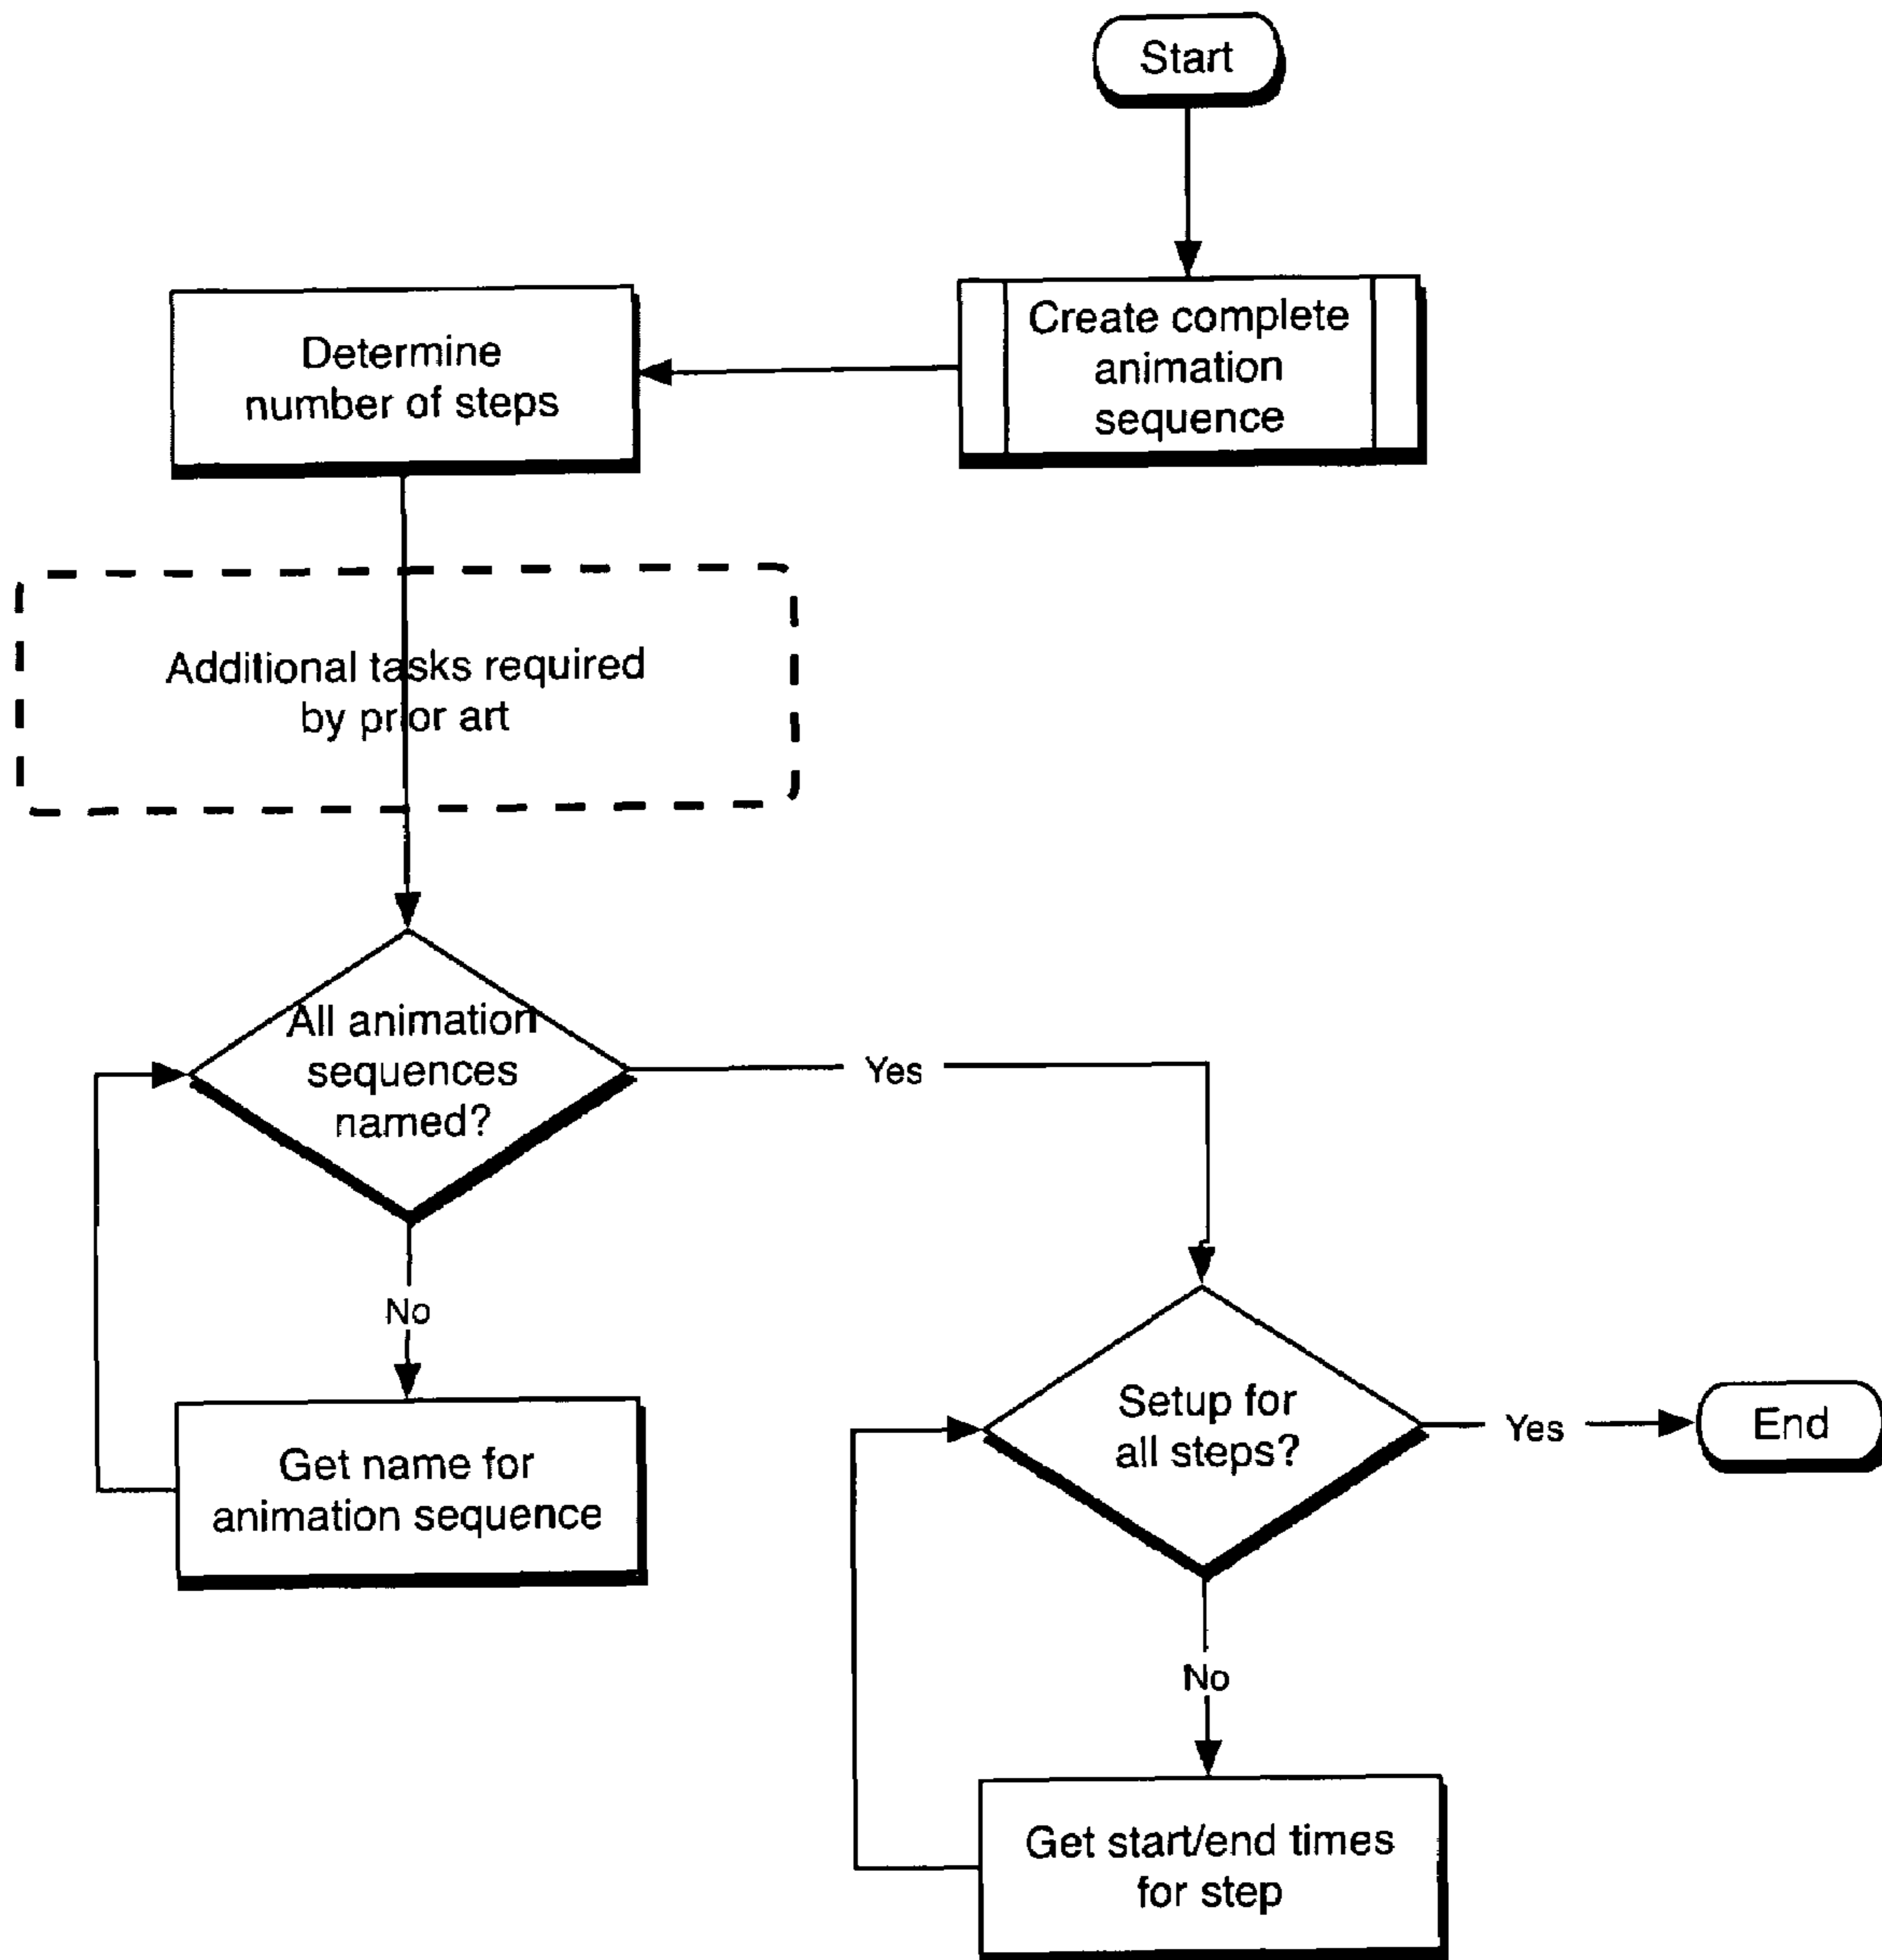 Start
Create complete
animation
sequence
Determine
number of steps
Additional tasks required
by prior art
All animation
sequences
named?
Yes
No
Get name for
animation sequence
Setup for
all steps?
Yes
End
No
Get start/end times
for step